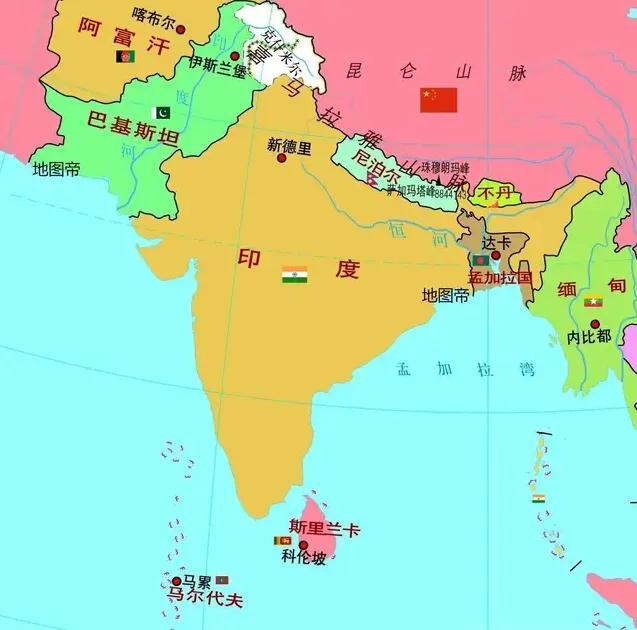 喀布尔
阿富汗
伊斯兰堡
克什米尔
昆仑山脉
喜马拉雅山脉
印度河
巴基斯坦
地图帝
新德里
尼泊尔
珠穆朗玛峰
萨加玛塔峰8844.43
不丹
恒河
达卡
孟加拉国
印度
地图帝
缅甸
内比都
孟加拉湾
斯里兰卡
科伦坡
马累
马尔代夫